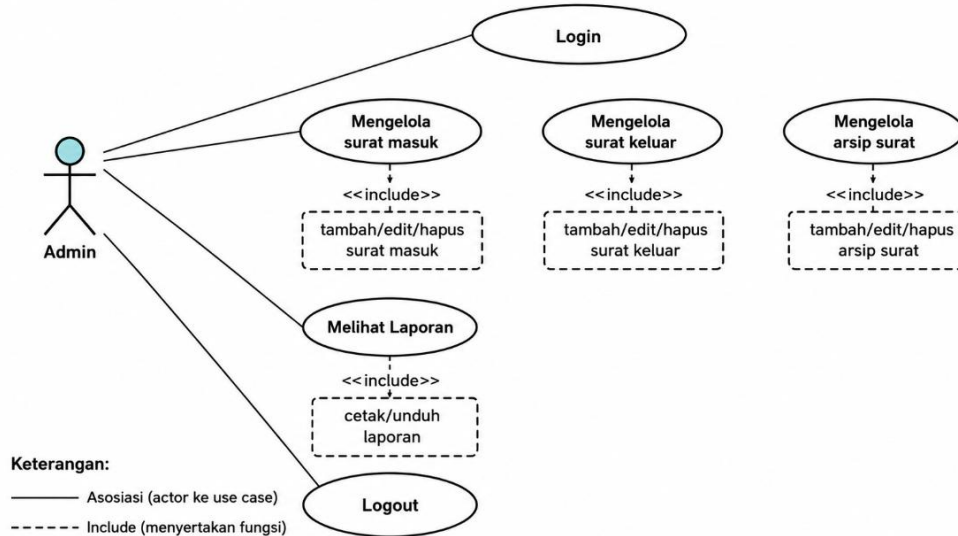 Login
Mengelola
surat masuk
Mengelola
surat keluar
Mengelola
arsip surat
<<include>>
<<include>>
<<include>>
tambah/edit/hapus
surat masuk
tambah/edit/hapus
surat keluar
tambah/edit/hapus
arsip surat
Admin
Melihat Laporan
<<include>>
cetak/unduh
laporan
Keterangan:
Asosiasi (actor ke use case)
Include (menyertakan fungsi)
Logout